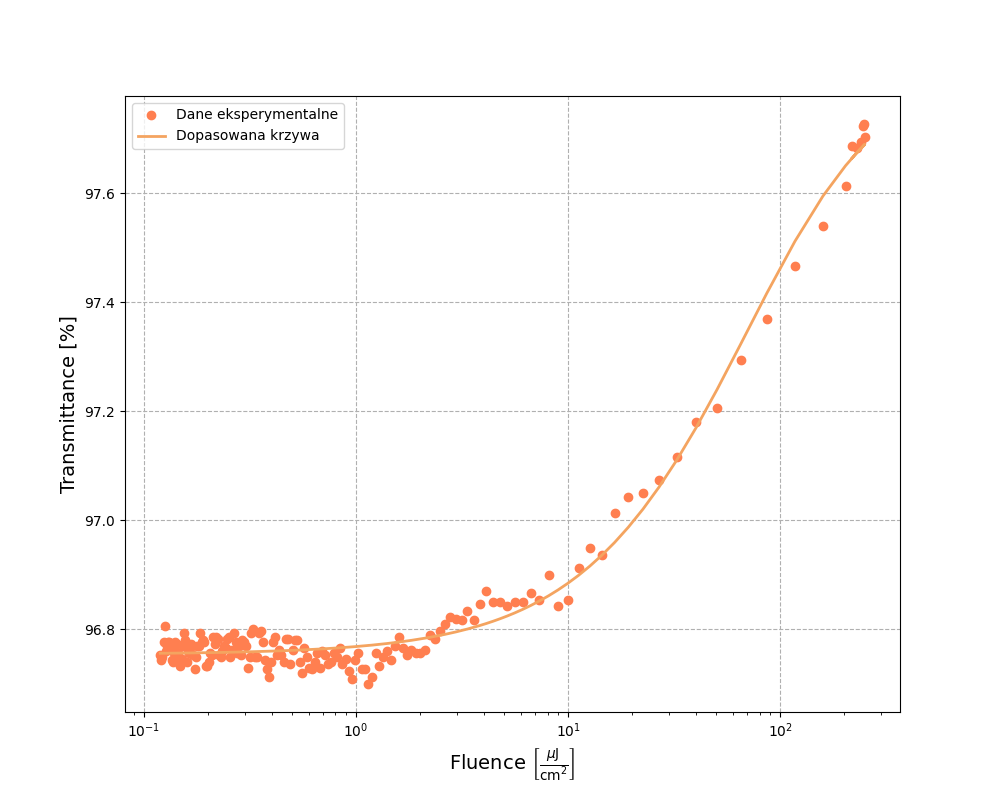 Dane eksperymentalne
Dopasowana krzywa
Transmittance [%]
97.6
97.4
97.2
97.0
96.8
10⁻¹ 10⁰ 10¹ 10²
Fluence [μJ/cm²]